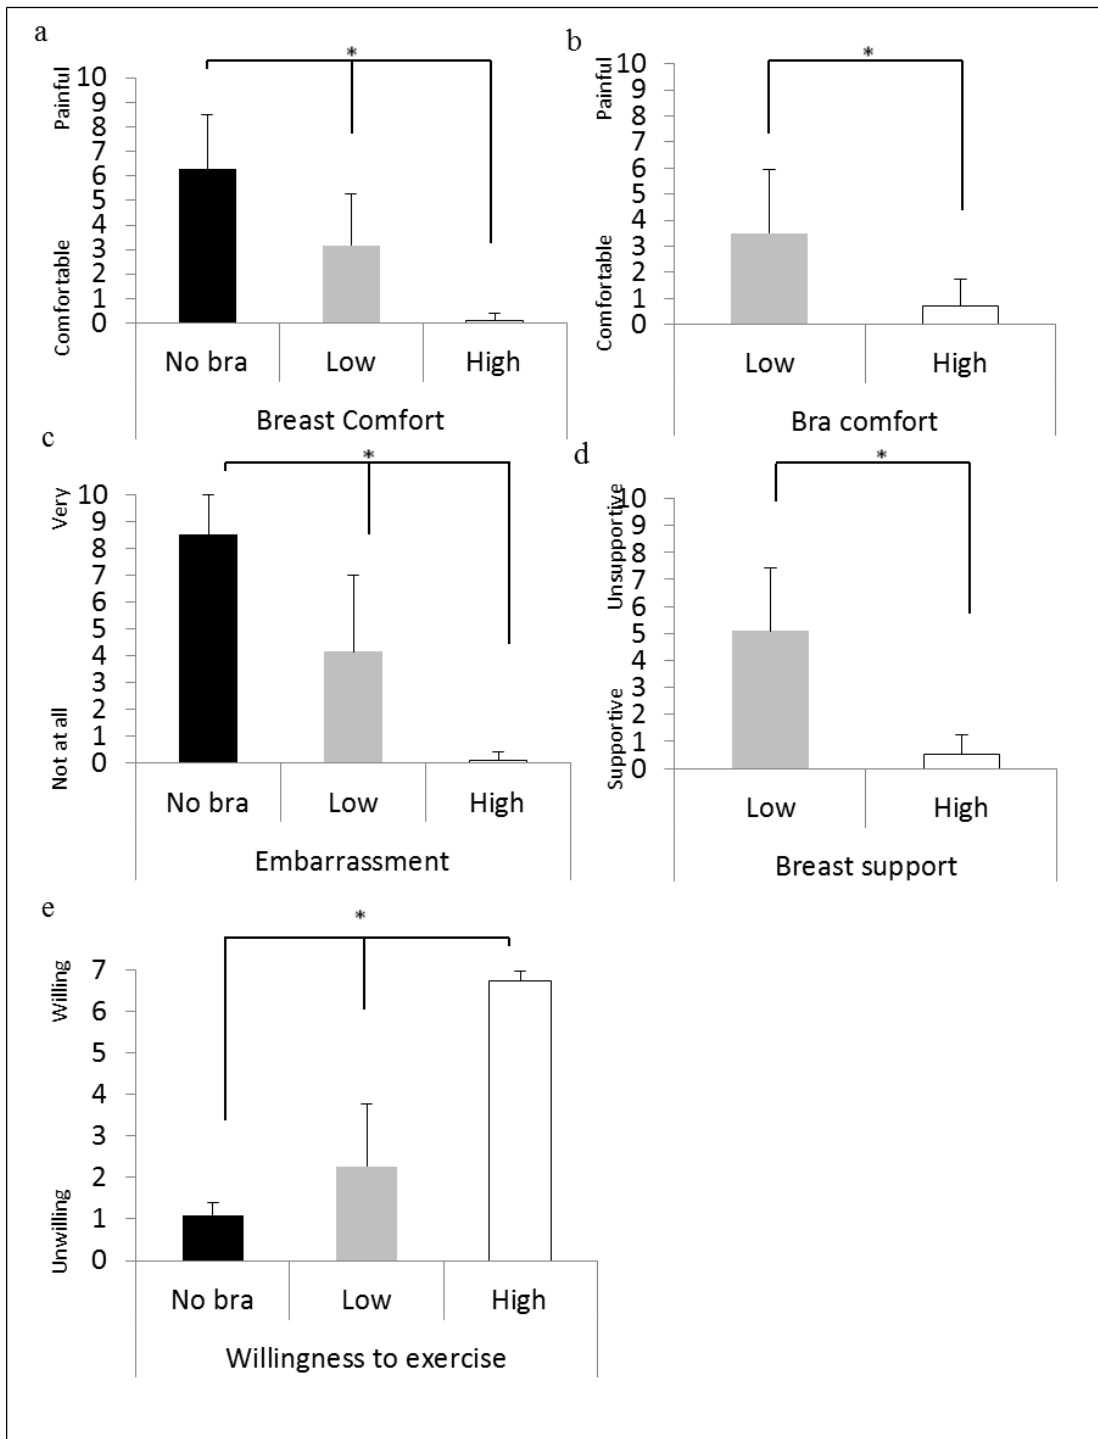 a
*
Painful
Comfortable
10
9
8
7
6
5
4
3
2
1
0
No bra Low High
Breast Comfort
b
*
Painful
Comfortable
10
9
8
7
6
5
4
3
2
1
0
Low High
Bra comfort
c
*
Very
Not at all
10
9
8
7
6
5
4
3
2
1
0
No bra Low High
Embarrassment
d
*
Unsupportive
Supportive
10
9
8
7
6
5
4
3
2
1
0
Low High
Breast support
e
*
Willing
Unwilling
7
6
5
4
3
2
1
0
No bra Low High
Willingness to exercise